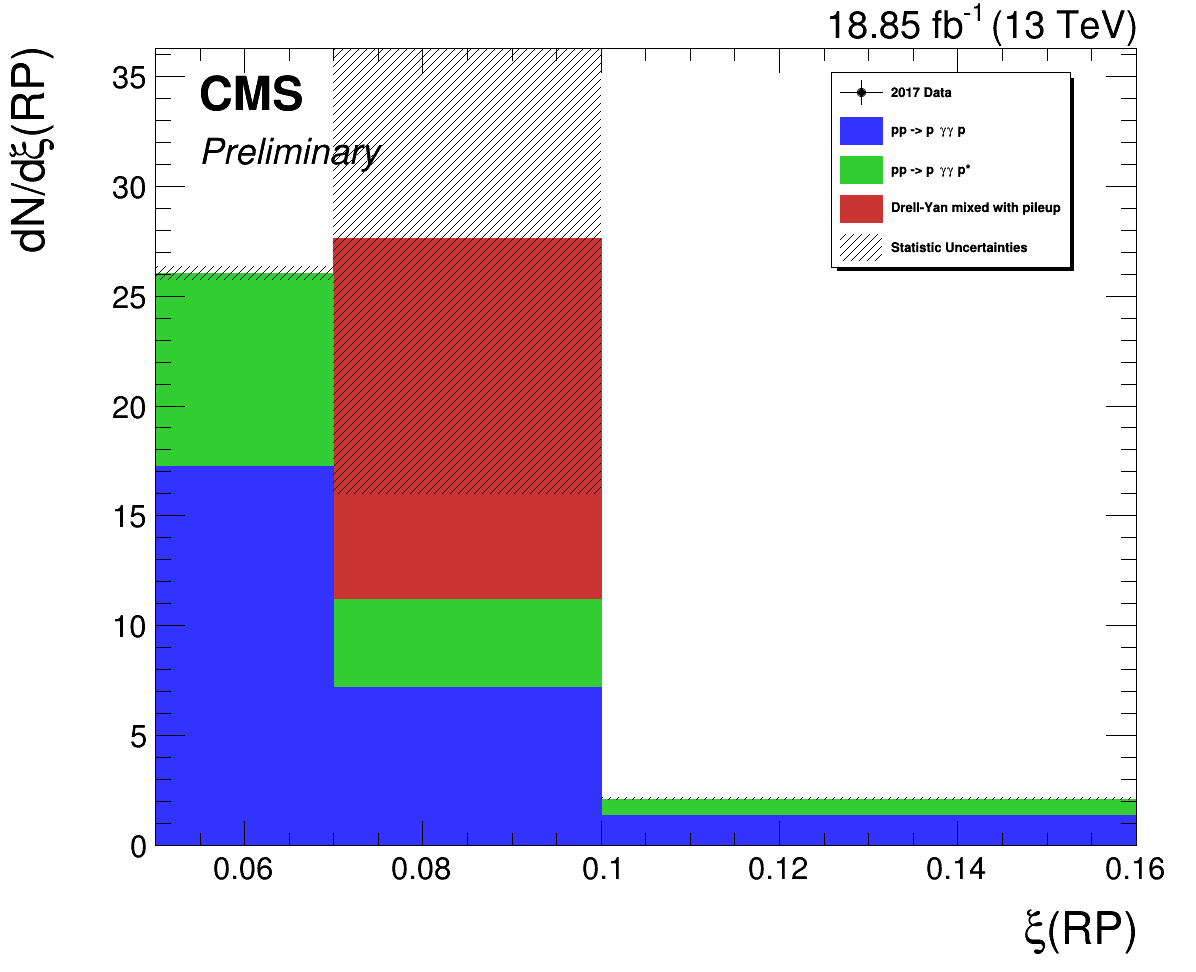 18.85 fb⁻¹ (13 TeV)
dN/dξ(RP)
CMS
Preliminary
2017 Data
pp -> p γγ p
pp -> p γγ p*
Drell-Yan mixed with pileup
Statistic Uncertainties
35
30
25
20
15
10
5
0
0.06 0.08 0.1 0.12 0.14 0.16
ξ(RP)